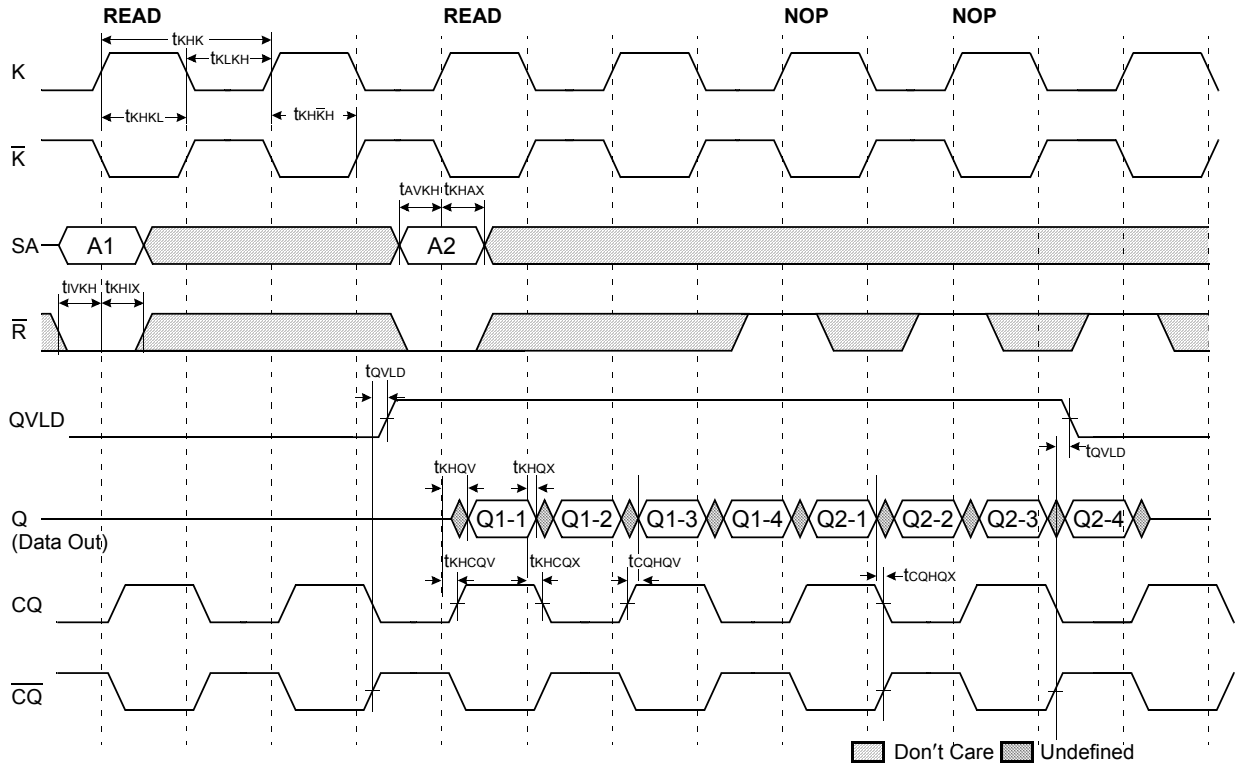 READ READ NOP NOP
tKHK
tKLKH
K
tKHKL tKHK̅H
K̅
tAVKH tKHAX
SA A1 A2
tIVKH tKHIX
R̅
tQVLD
QVLD
tQVLD
tKHQV tKHQX
Q Q1-1 Q1-2 Q1-3 Q1-4 Q2-1 Q2-2 Q2-3 Q2-4
(Data Out)
tKHCQV tKHCQX tCQHQV tCQHQX
CQ
C̅Q̅
Don't Care Undefined